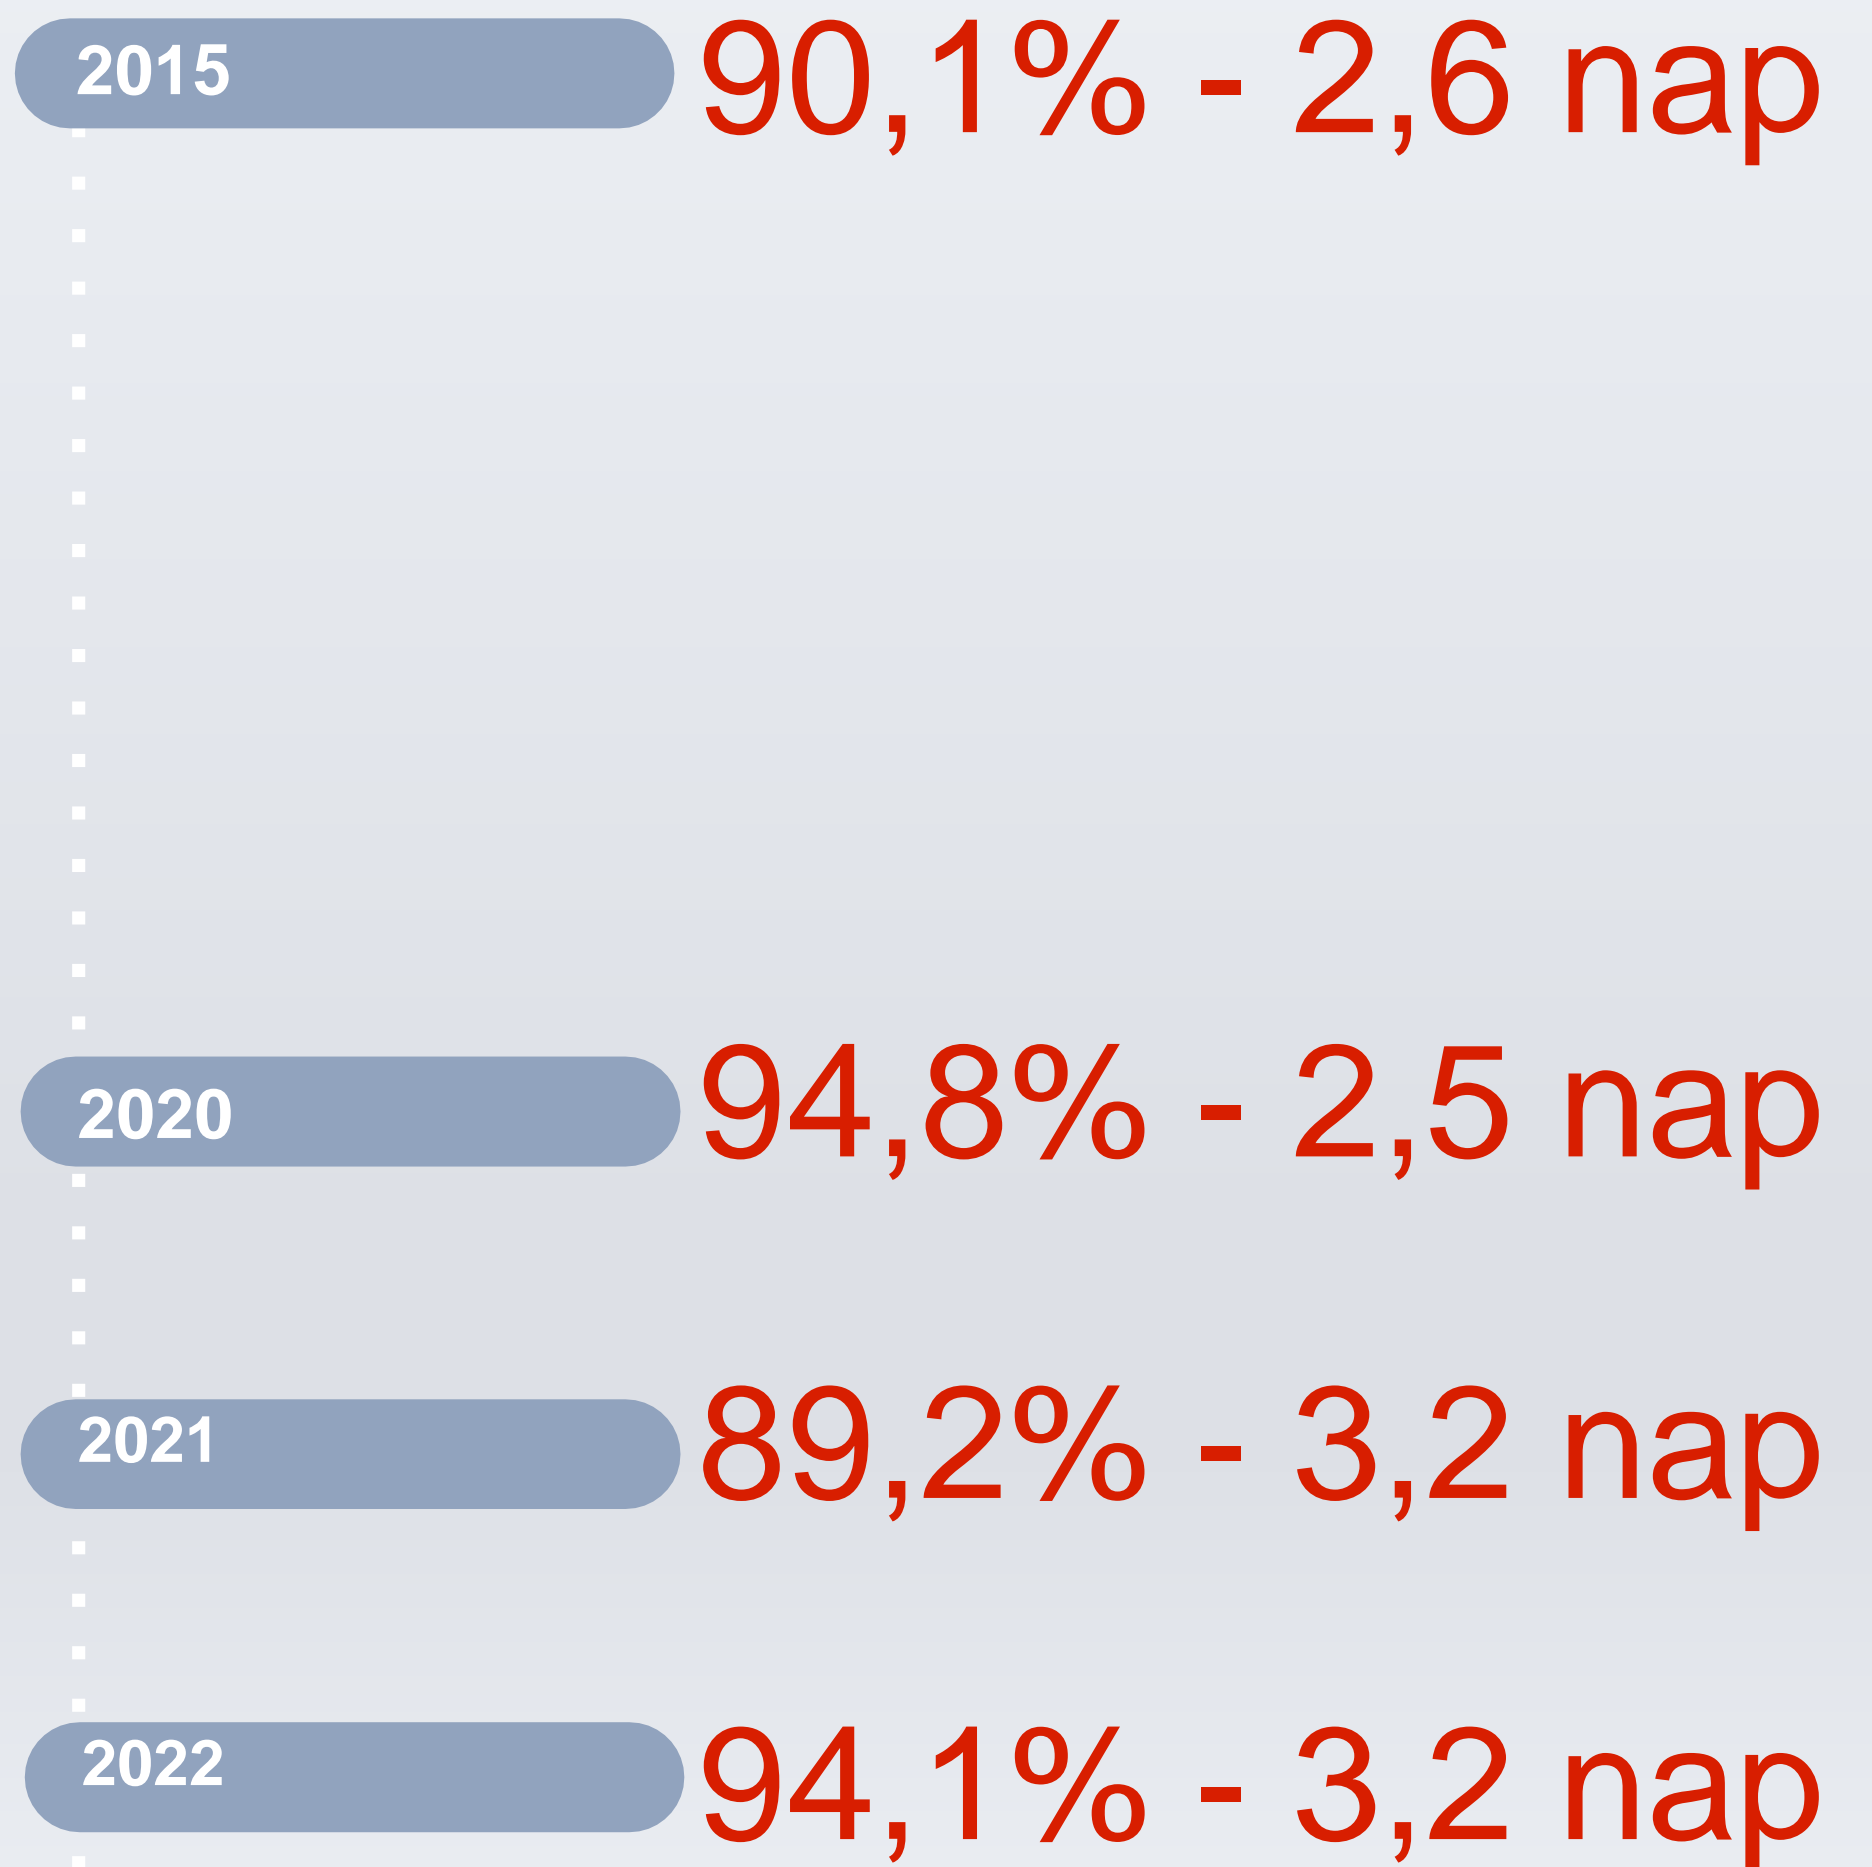 2015 90,1% - 2,6 nap
2020 94,8% - 2,5 nap
2021 89,2% - 3,2 nap
2022 94,1% - 3,2 nap